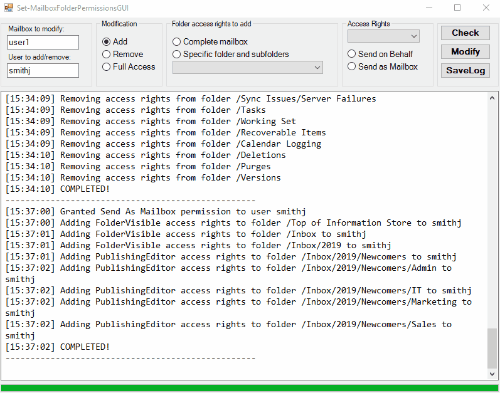 Set-MailboxFolderPermissionsGUI
Mailbox to modify:
user1
User to add/remove:
smithj
Modification
Add
Remove
Full Access
Folder access rights to add
Complete mailbox
Specific folder and subfolders
Access Rights
Send on Behalf
Send as Mailbox
Check
Modify
SaveLog
[15:34:09] Removing access rights from folder /Sync Issues/Server Failures
[15:34:09] Removing access rights from folder /Tasks
[15:34:09] Removing access rights from folder /Working Set
[15:34:09] Removing access rights from folder /Recoverable Items
[15:34:09] Removing access rights from folder /Calendar Logging
[15:34:10] Removing access rights from folder /Deletions
[15:34:10] Removing access rights from folder /Purges
[15:34:10] Removing access rights from folder /Versions
[15:34:10] COMPLETED!
--------------------------------------------------
[15:37:00] Granted Send As Mailbox permission to user smithj
[15:37:00] Adding FolderVisible access rights to folder /Top of Information Store to smithj
[15:37:01] Adding FolderVisible access rights to folder /Inbox to smithj
[15:37:01] Adding FolderVisible access rights to folder /Inbox/2019 to smithj
[15:37:01] Adding PublishingEditor access rights to folder /Inbox/2019/Newcomers to smithj
[15:37:02] Adding PublishingEditor access rights to folder /Inbox/2019/Newcomers/Admin to
smithj
[15:37:02] Adding PublishingEditor access rights to folder /Inbox/2019/Newcomers/IT to smithj
[15:37:02] Adding PublishingEditor access rights to folder /Inbox/2019/Newcomers/Marketing to
smithj
[15:37:02] Adding PublishingEditor access rights to folder /Inbox/2019/Newcomers/Sales to
smithj
[15:37:02] COMPLETED!
--------------------------------------------------